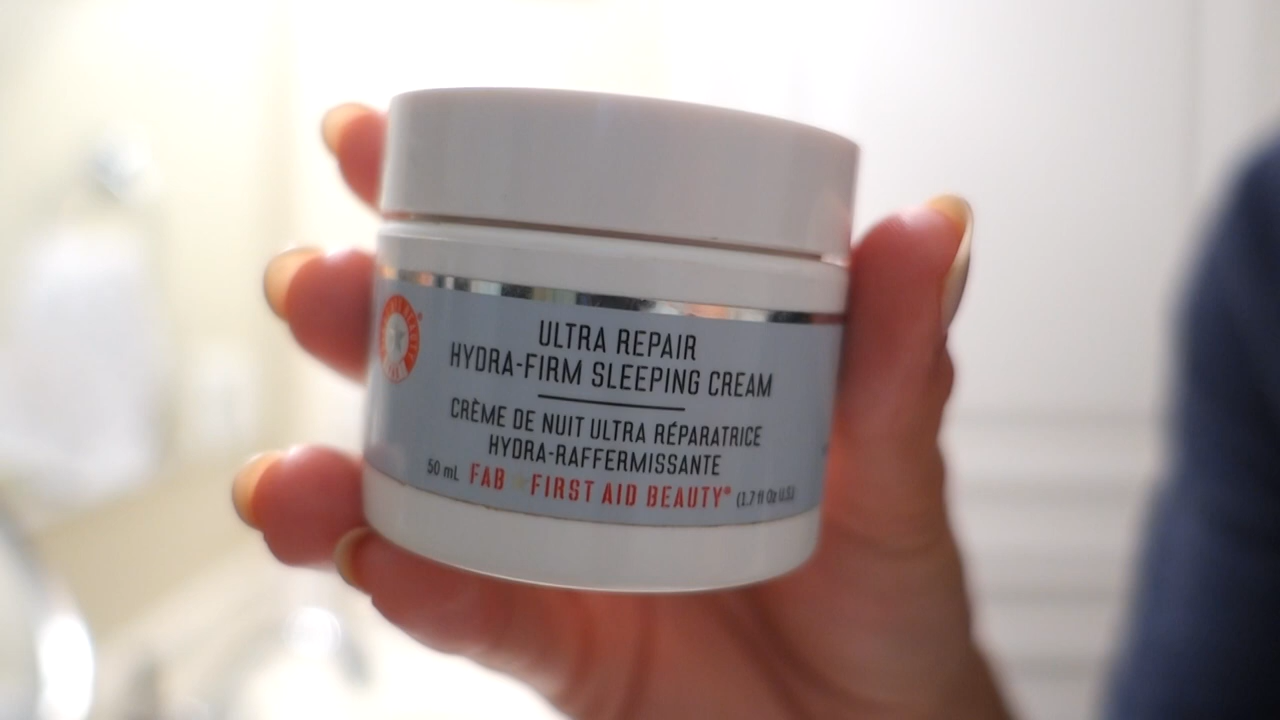 ULTRA REPAIR
HYDRA-FIRM SLEEPING CREAM
CRÈME DE NUIT ULTRA RÉPARATRICE
HYDRA-RAFFERMISSANTE
50 mL FAB FIRST AID BEAUTY® (1.7 fl Oz U.S.)